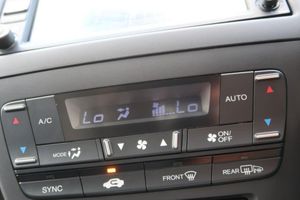 Lo Lo
A/C AUTO
MODE ON/
OFF
SYNC FRONT REAR